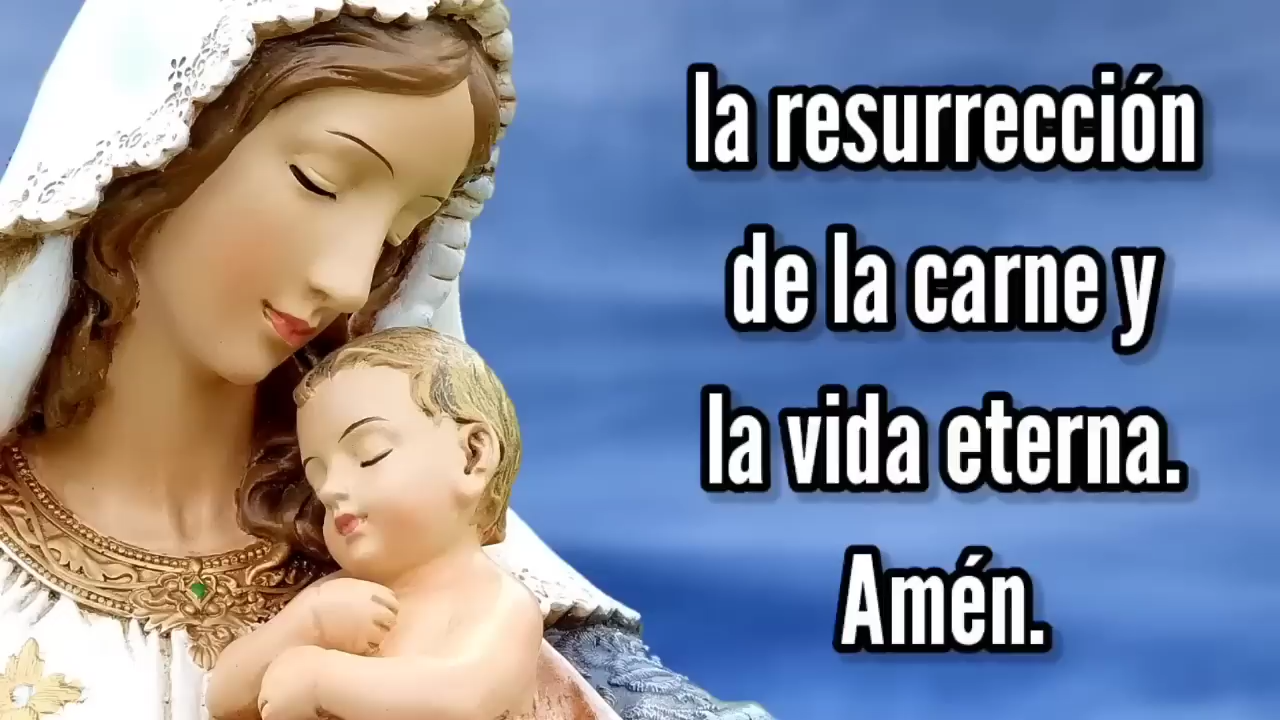 la resurrección
de la carne y
la vida eterna.
Amén.